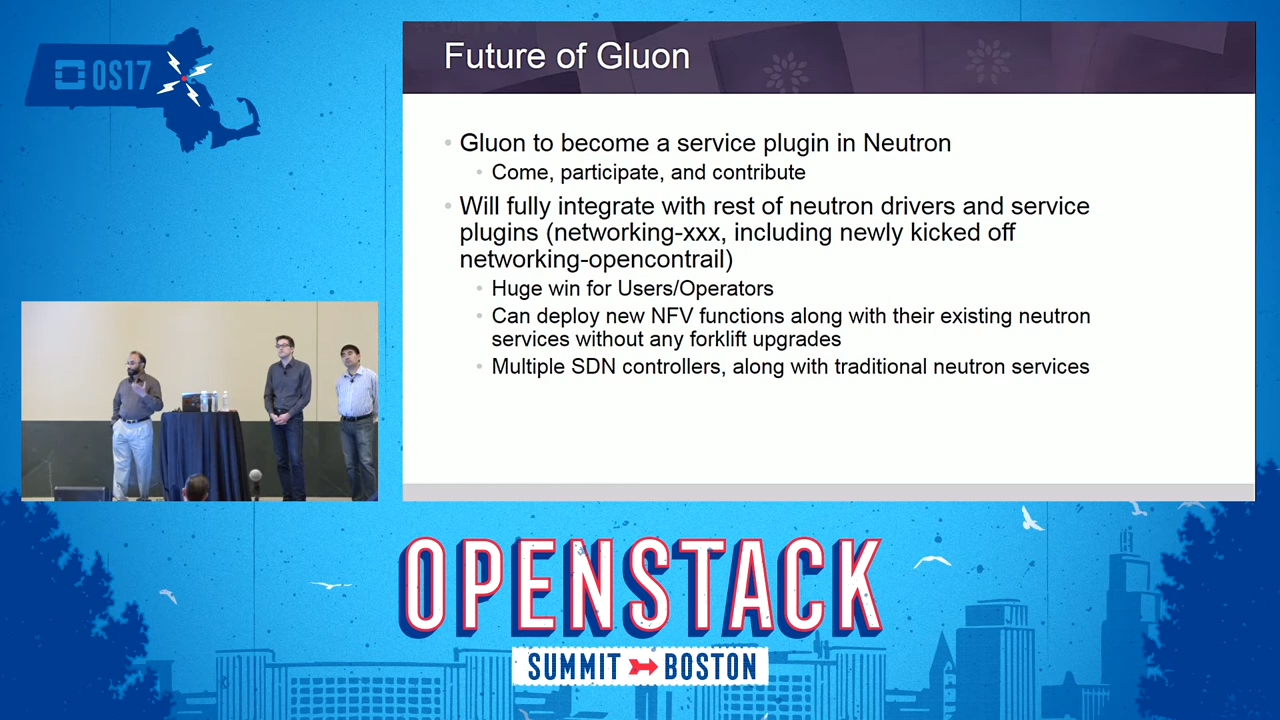 OS17
Future of Gluon
Gluon to become a service plugin in Neutron
Come, participate, and contribute
Will fully integrate with rest of neutron drivers and service
plugins (networking-xxx, including newly kicked off
networking-opencontrail)
Huge win for Users/Operators
Can deploy new NFV functions along with their existing neutron
services without any forklift upgrades
Multiple SDN controllers, along with traditional neutron services
OPENSTACK
SUMMIT BOSTON